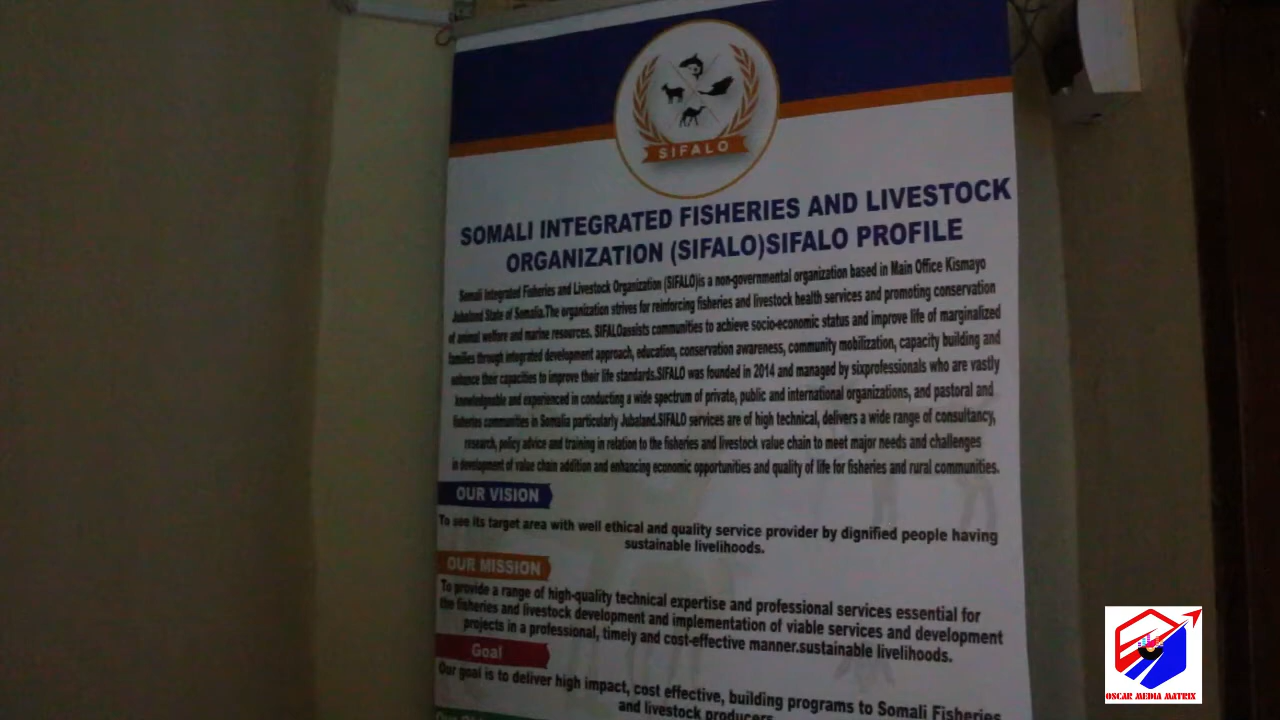 SIFALO
SOMALI INTEGRATED FISHERIES AND LIVESTOCK
ORGANIZATION (SIFALO)SIFALO PROFILE
Somali Integrated Fisheries and Livestock Organization (SIFALO)is a non-governmental organization based in Main Office Kismayo
Jubaland State of Somalia.The organization strives for reinforcing fisheries and livestock health services and promoting conservation
of animal welfare and marine resources. SIFALOassists communities to achieve socio-economic status and improve life of marginalized
families through integrated development approach, education, conservation awareness, community mobilization, capacity building and
enhance their capacities to improve their life standards.SIFALO was founded in 2014 and managed by sixprofessionals who are vastly
knowledgeable and experienced in conducting a wide spectrum of private, public and international organizations, and pastoral and
fisheries communities in Somalia particularly Jubaland.SIFALO services are of high technical, delivers a wide range of consultancy,
research, policy advice and training in relation to the fisheries and livestock value chain to meet major needs and challenges
in development of value chain addition and enhancing economic opportunities and quality of life for fisheries and rural communities.
OUR VISION
To see its target area with well ethical and quality service provider by dignified people having
sustainable livelihoods.
OUR MISSION
To provide a range of high-quality technical expertise and professional services essential for
the fisheries and livestock development and implementation of viable services and development
projects in a professional, timely and cost-effective manner.sustainable livelihoods.
Goal
Our goal is to deliver high impact, cost effective, building programs to Somali Fisheries
and livestock producers
OSCAR MEDIA MATRIX